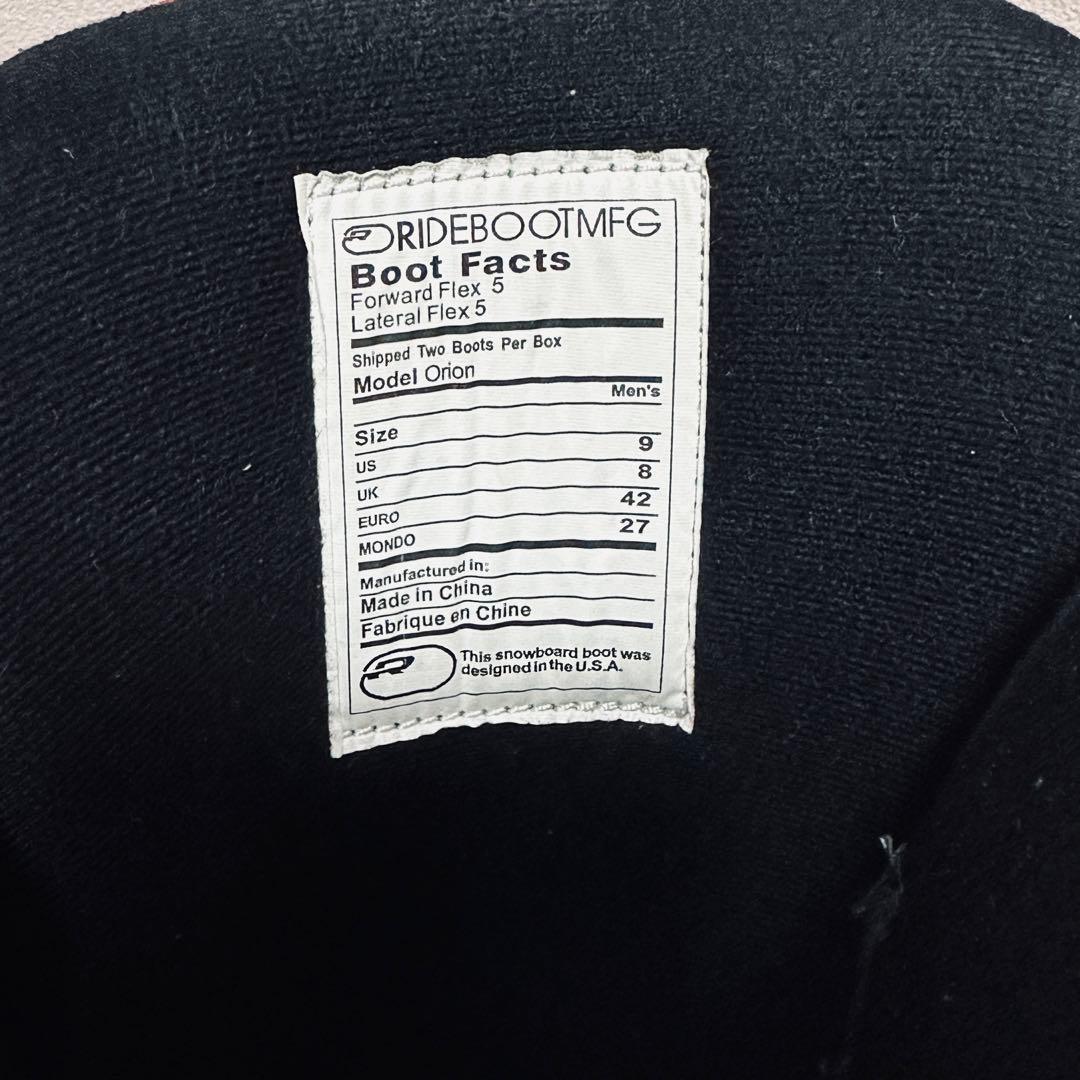 RIDEBOOTMFG
Boot Facts
Forward Flex 5
Lateral Flex 5
Shipped Two Boots Per Box
Model Orion
Men's
Size
US 9
UK 8
EURO 42
MONDO 27
Manufactured in:
Made in China
Fabrique en Chine
This snowboard boot was
designed in the U.S.A.